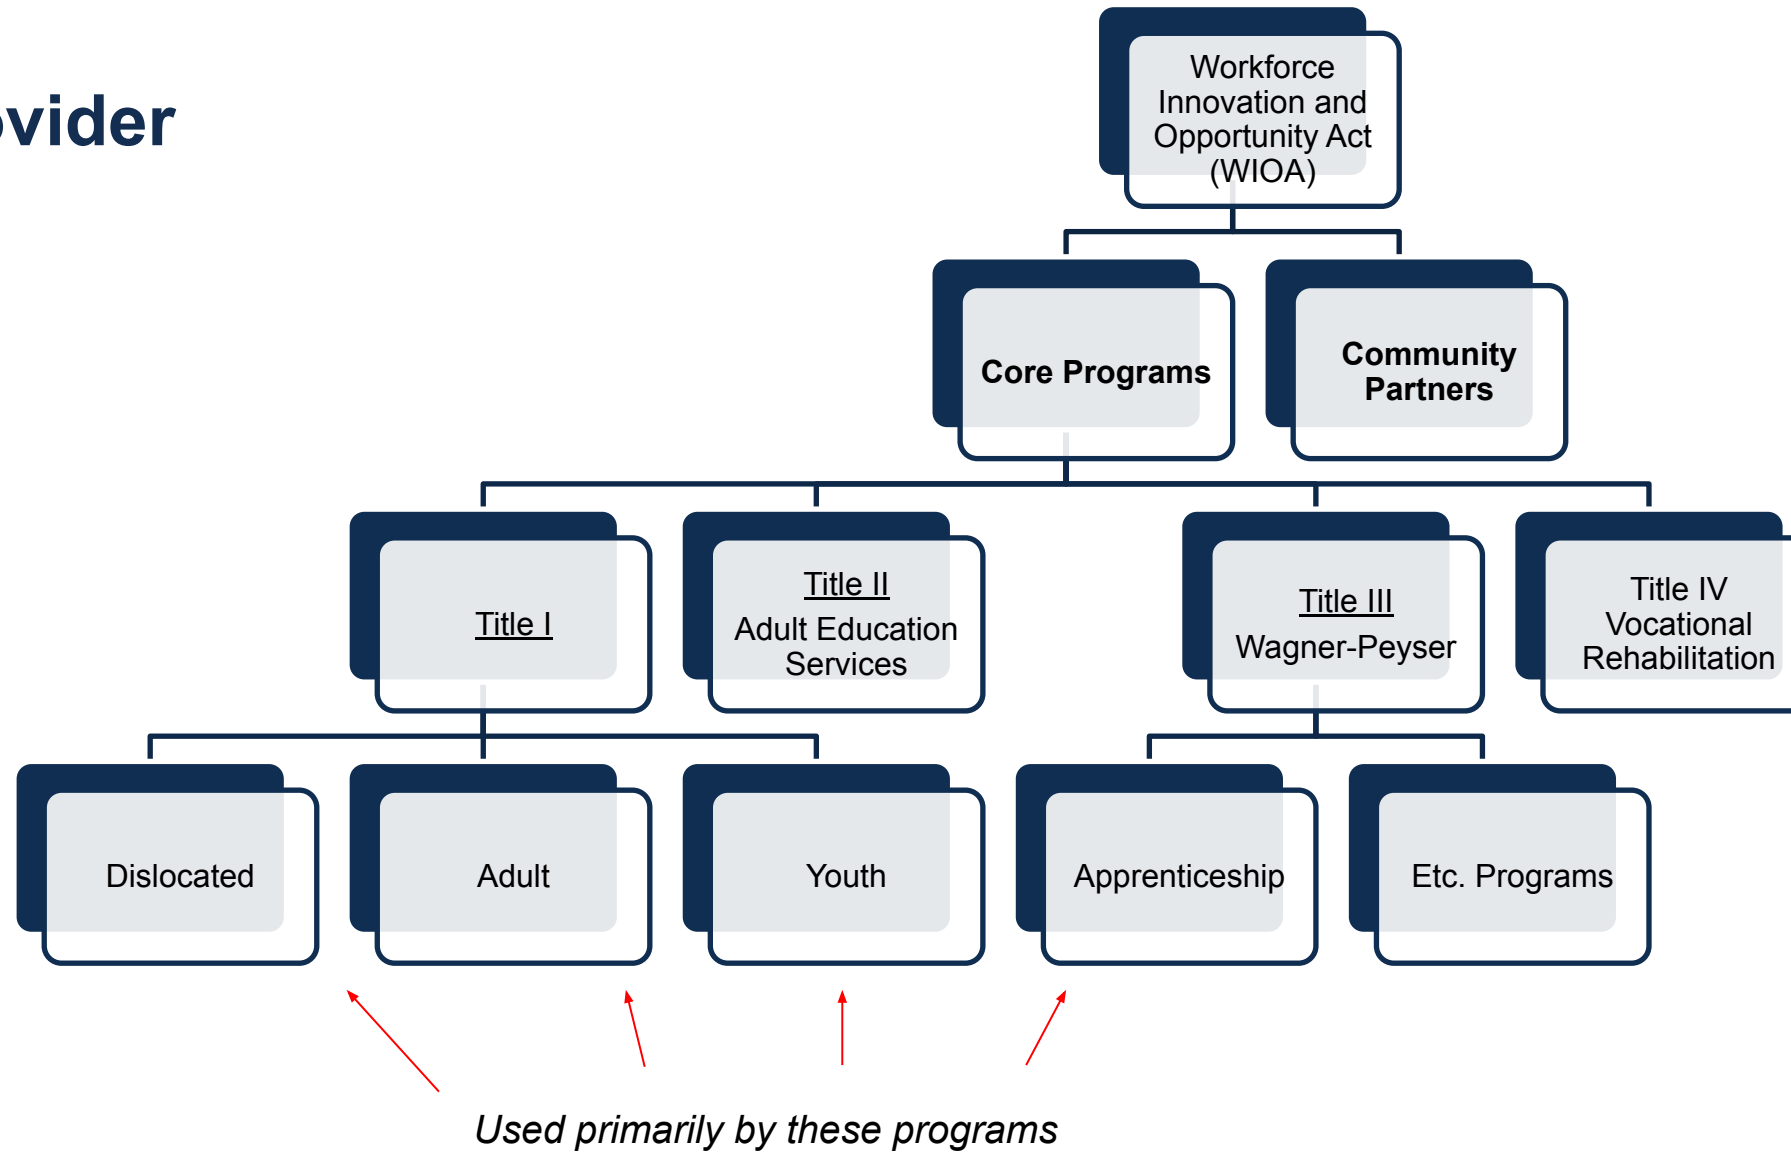 Workforce
Innovation and
Opportunity Act
(WIOA)
Core Programs
Community
Partners
Title I
Title II
Adult Education
Services
Title III
Wagner-Peyser
Title IV
Vocational
Rehabilitation
Dislocated
Adult
Youth
Apprenticeship
Etc. Programs
Used primarily by these programs